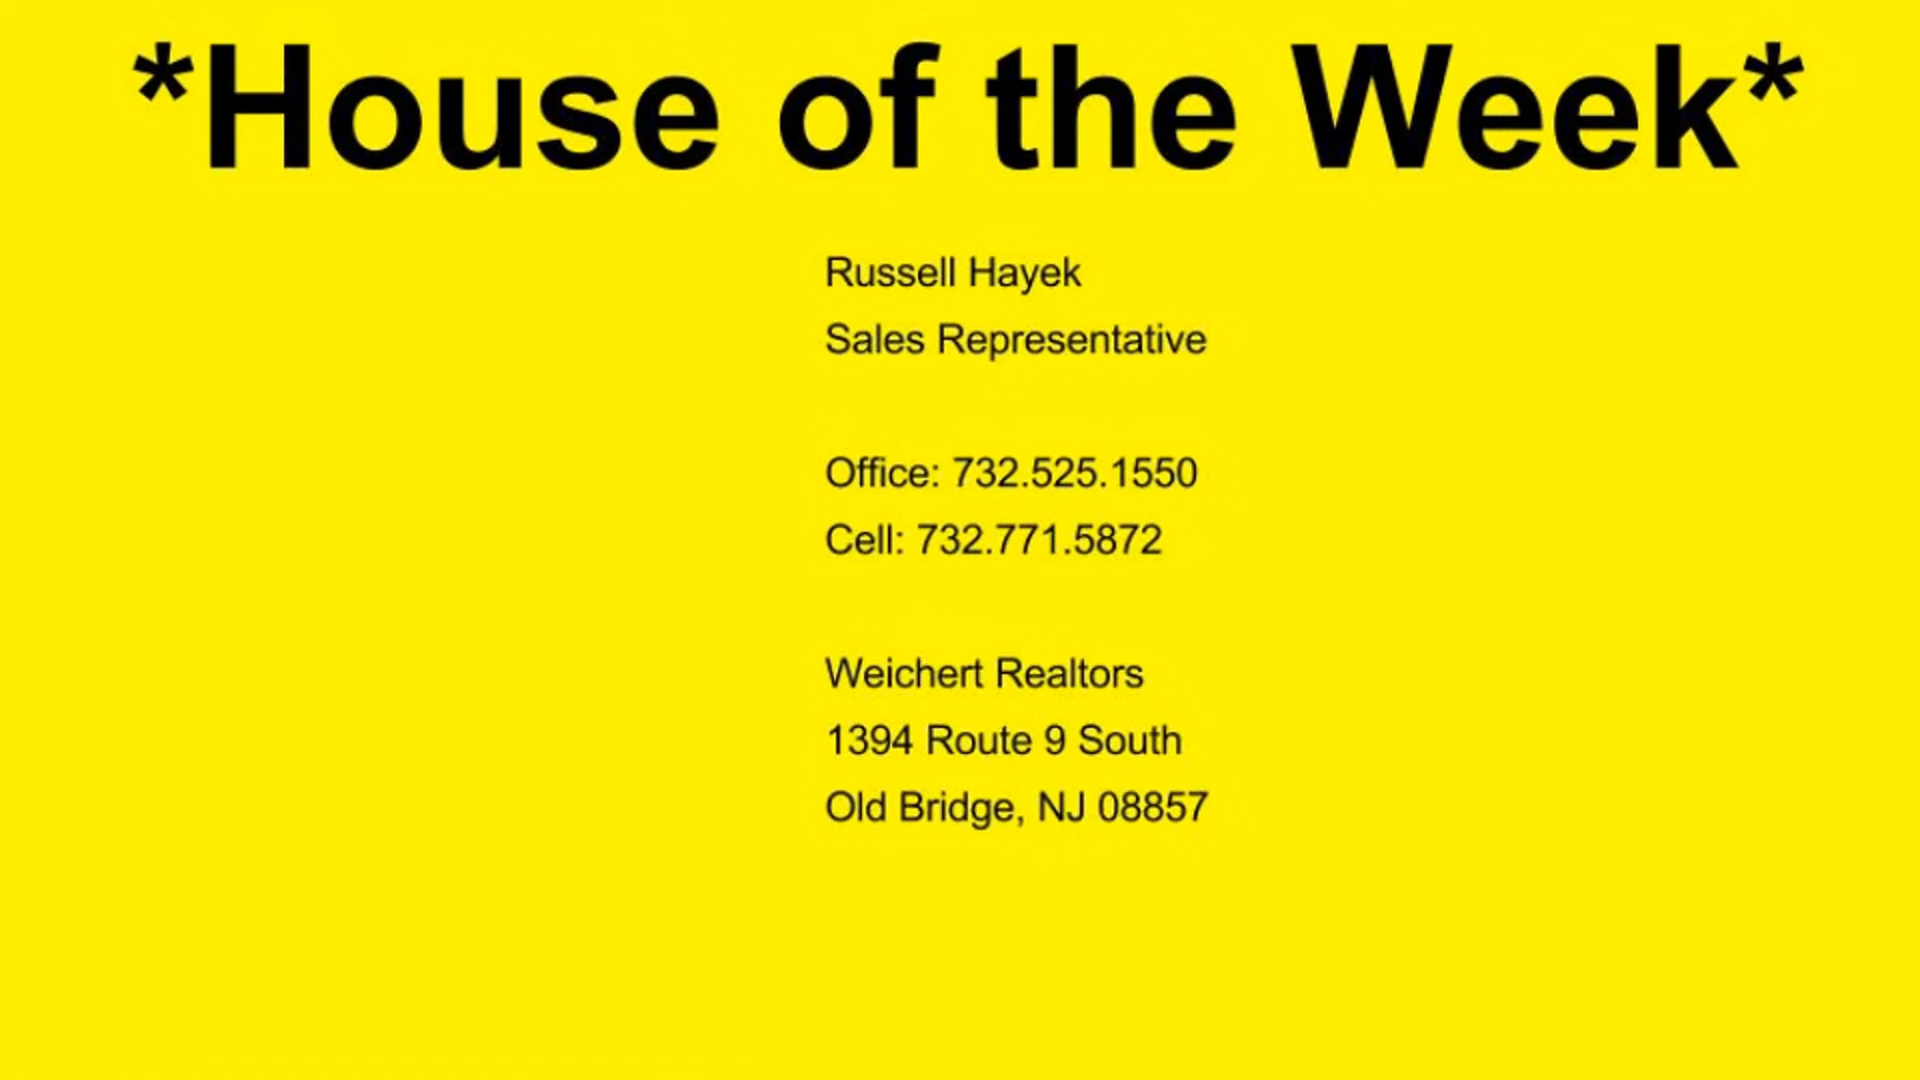 *House of the Week*
Russell Hayek
Sales Representative
Office: 732.525.1550
Cell: 732.771.5872
Weichert Realtors
1394 Route 9 South
Old Bridge, NJ 08857